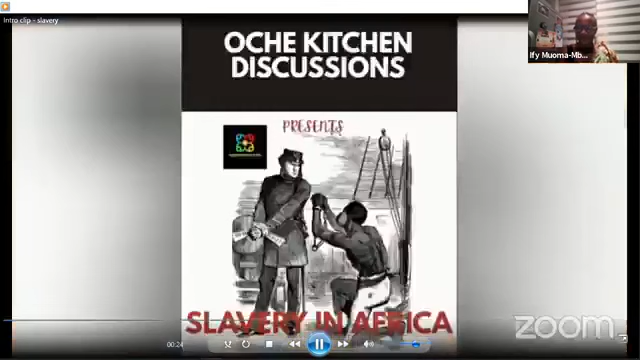 Intro clip - slavery
Ify Muoma-Mb...
OCHE KITCHEN
DISCUSSIONS
PRESENTS
SLAVERY IN AFRICA
00:24
zoom